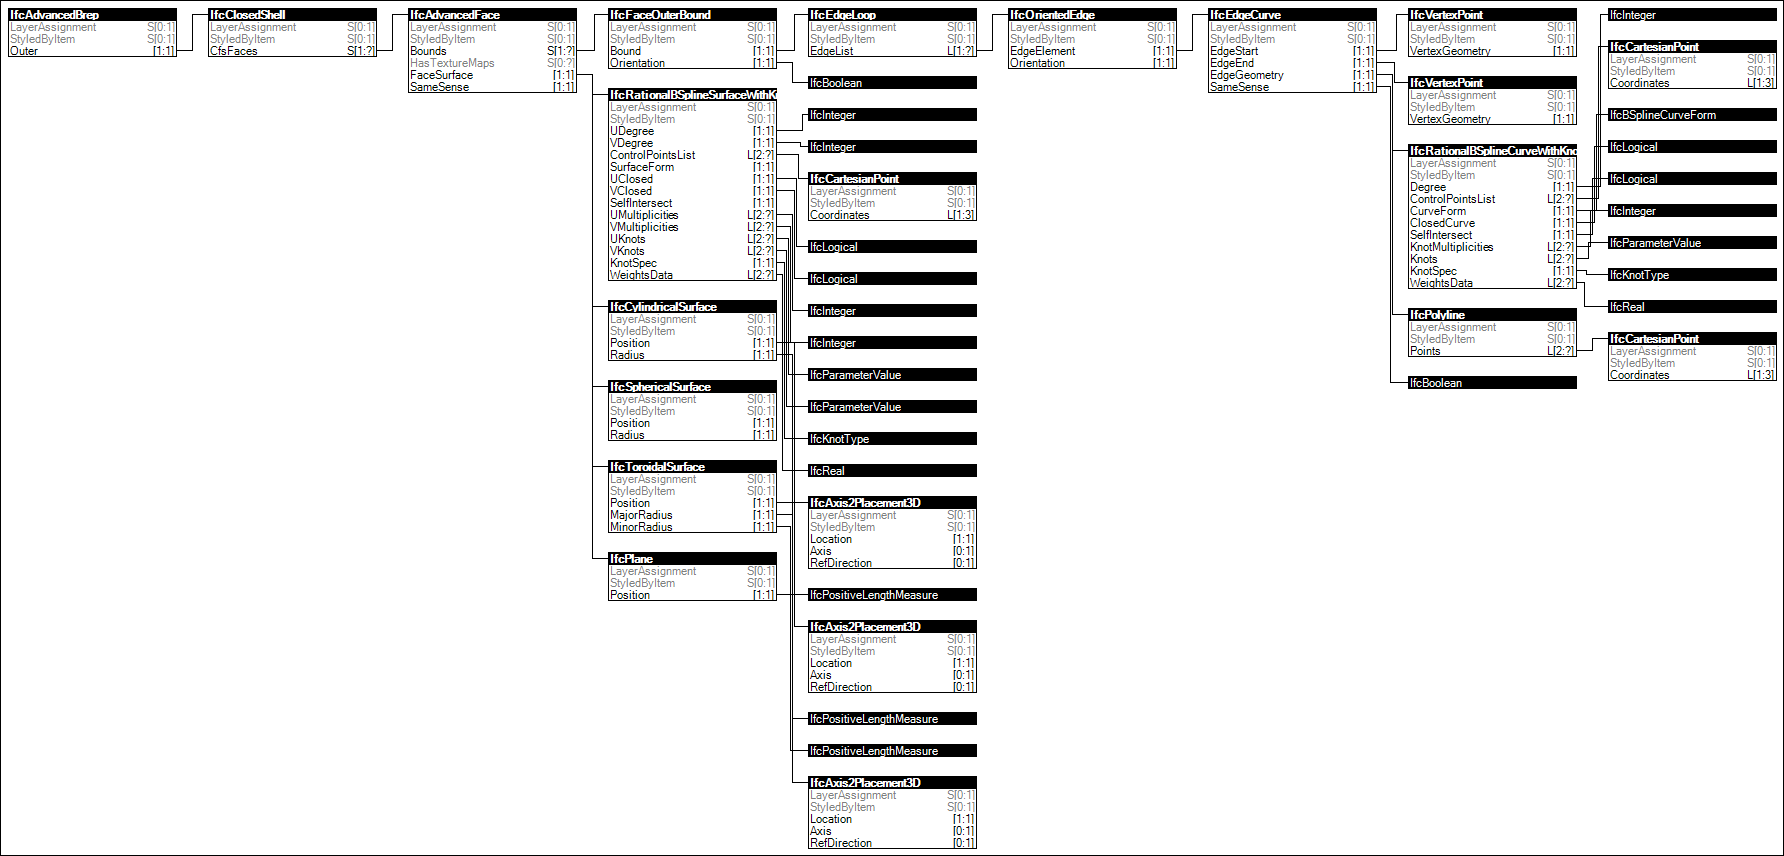 IfcAdvancedBrep
LayerAssignment S[0:1]
StyledByItem S[0:1]
Outer [1:1]
IfcClosedShell
LayerAssignment S[0:1]
StyledByItem S[0:1]
CfsFaces S[1:?]
IfcAdvancedFace
LayerAssignment S[0:1]
StyledByItem S[0:1]
Bounds S[1:?]
HasTextureMaps S[0:?]
FaceSurface [1:1]
SameSense [1:1]
IfcFaceOuterBound
LayerAssignment S[0:1]
StyledByItem S[0:1]
Bound [1:1]
Orientation [1:1]
IfcRationalBSplineSurfaceWithKn
LayerAssignment S[0:1]
StyledByItem S[0:1]
UDegree [1:1]
VDegree [1:1]
ControlPointsList L[2:?]
SurfaceForm [1:1]
UClosed [1:1]
VClosed [1:1]
SelfIntersect [1:1]
UMultiplicities L[2:?]
VMultiplicities L[2:?]
UKnots L[2:?]
VKnots L[2:?]
KnotSpec [1:1]
WeightsData L[2:?]
IfcCylindricalSurface
LayerAssignment S[0:1]
StyledByItem S[0:1]
Position [1:1]
Radius [1:1]
IfcSphericalSurface
LayerAssignment S[0:1]
StyledByItem S[0:1]
Position [1:1]
Radius [1:1]
IfcToroidalSurface
LayerAssignment S[0:1]
StyledByItem S[0:1]
Position [1:1]
MajorRadius [1:1]
MinorRadius [1:1]
IfcPlane
LayerAssignment S[0:1]
StyledByItem S[0:1]
Position [1:1]
IfcEdgeLoop
LayerAssignment S[0:1]
StyledByItem S[0:1]
EdgeList L[1:?]
IfcBoolean
IfcInteger
IfcInteger
IfcCartesianPoint
LayerAssignment S[0:1]
StyledByItem S[0:1]
Coordinates L[1:3]
IfcLogical
IfcLogical
IfcInteger
IfcInteger
IfcParameterValue
IfcParameterValue
IfcKnotType
IfcReal
IfcAxis2Placement3D
LayerAssignment S[0:1]
StyledByItem S[0:1]
Location [1:1]
Axis [0:1]
RefDirection [0:1]
IfcPositiveLengthMeasure
IfcAxis2Placement3D
LayerAssignment S[0:1]
StyledByItem S[0:1]
Location [1:1]
Axis [0:1]
RefDirection [0:1]
IfcPositiveLengthMeasure
IfcPositiveLengthMeasure
IfcAxis2Placement3D
LayerAssignment S[0:1]
StyledByItem S[0:1]
Location [1:1]
Axis [0:1]
RefDirection [0:1]
IfcOrientedEdge
LayerAssignment S[0:1]
StyledByItem S[0:1]
EdgeElement [1:1]
Orientation [1:1]
IfcEdgeCurve
LayerAssignment S[0:1]
StyledByItem S[0:1]
EdgeStart [1:1]
EdgeEnd [1:1]
EdgeGeometry [1:1]
SameSense [1:1]
IfcVertexPoint
LayerAssignment S[0:1]
StyledByItem S[0:1]
VertexGeometry [1:1]
IfcVertexPoint
LayerAssignment S[0:1]
StyledByItem S[0:1]
VertexGeometry [1:1]
IfcRationalBSplineCurveWithKno
LayerAssignment S[0:1]
StyledByItem S[0:1]
Degree [1:1]
ControlPointsList L[2:?]
CurveForm [1:1]
ClosedCurve [1:1]
SelfIntersect [1:1]
KnotMultiplicities L[2:?]
Knots L[2:?]
KnotSpec [1:1]
WeightsData L[2:?]
IfcPolyline
LayerAssignment S[0:1]
StyledByItem S[0:1]
Points L[2:?]
IfcBoolean
IfcInteger
IfcCartesianPoint
LayerAssignment S[0:1]
StyledByItem S[0:1]
Coordinates L[1:3]
IfcBSplineCurveForm
IfcLogical
IfcLogical
IfcInteger
IfcParameterValue
IfcKnotType
IfcReal
IfcCartesianPoint
LayerAssignment S[0:1]
StyledByItem S[0:1]
Coordinates L[1:3]